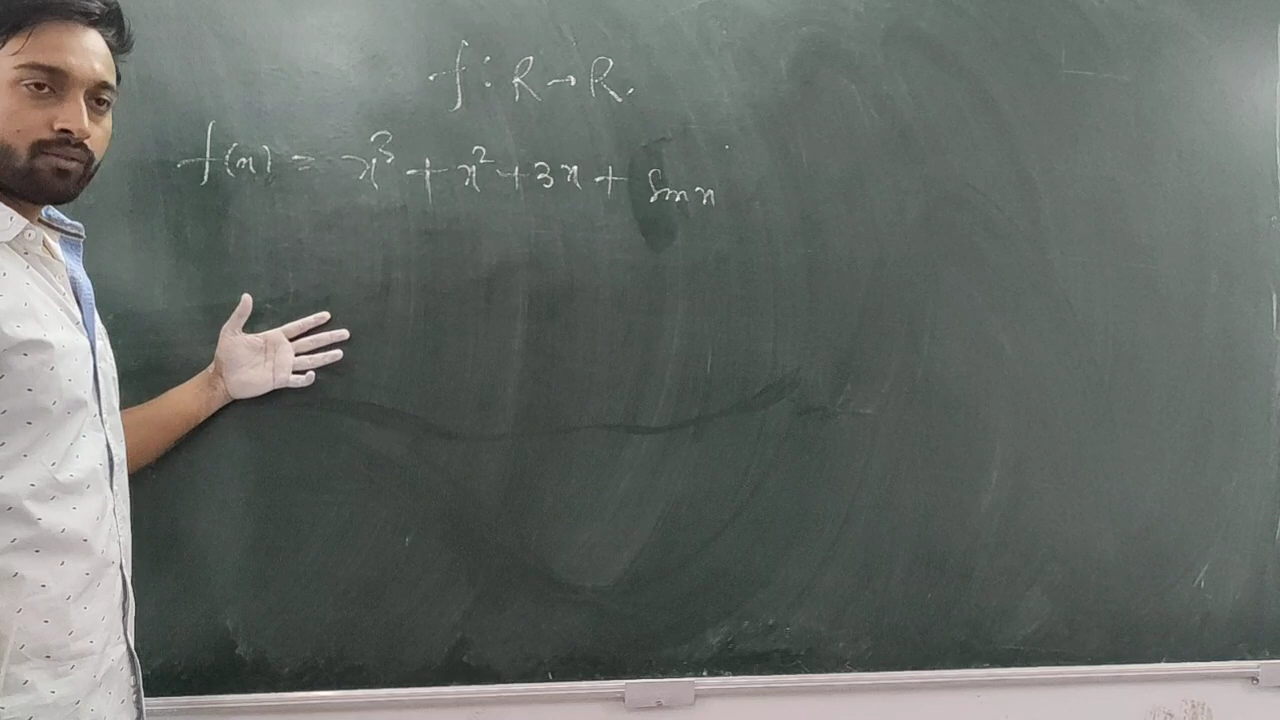 f : R → R.
f(x) = x³ + x² + 3x + sin x